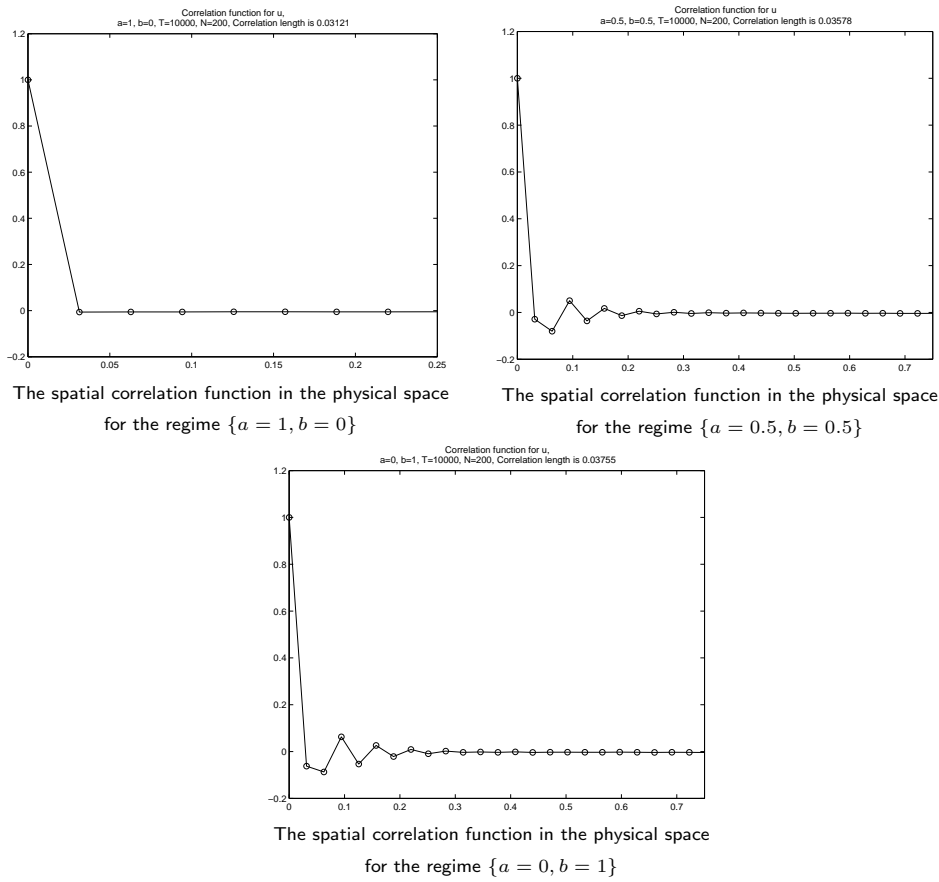 Correlation function for u,
a=1, b=0, T=10000, N=200, Correlation length is 0.03121
1.2
1
0.8
0.6
0.4
0.2
0
−0.2
0 0.05 0.1 0.15 0.2 0.25
The spatial correlation function in the physical space
for the regime {a = 1, b = 0}
Correlation function for u
a=0.5, b=0.5, T=10000, N=200, Correlation length is 0.03578
1.2
1
0.8
0.6
0.4
0.2
0
−0.2
0 0.1 0.2 0.3 0.4 0.5 0.6 0.7
The spatial correlation function in the physical space
for the regime {a = 0.5, b = 0.5}
Correlation function for u,
a=0, b=1, T=10000, N=200, Correlation length is 0.03755
1.2
1
0.8
0.6
0.4
0.2
0
−0.2
0 0.1 0.2 0.3 0.4 0.5 0.6 0.7
The spatial correlation function in the physical space
for the regime {a = 0, b = 1}